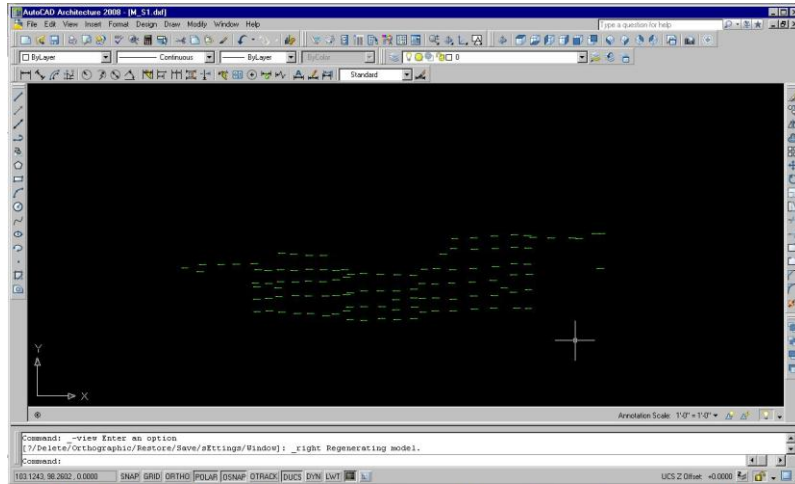 AutoCAD Architecture 2008 - [M_S1.dxf]
File Edit View Insert Format Design Draw Modify Window Help
Type a question for help
ByLayer Continuous ByLayer ByColor 0
Standard
Y
X
Annotation Scale: 1'0" = 1'0"
Command: _-view Enter an option
[?/Delete/Orthographic/Restore/Save/sEttings/Window]: _right Regenerating model.
Command:
103.1243, 98.2602, 0.0000 SNAP GRID ORTHO POLAR OSNAP OTRACK DUCS DYN LWT UCS Z Offset: +0.0000